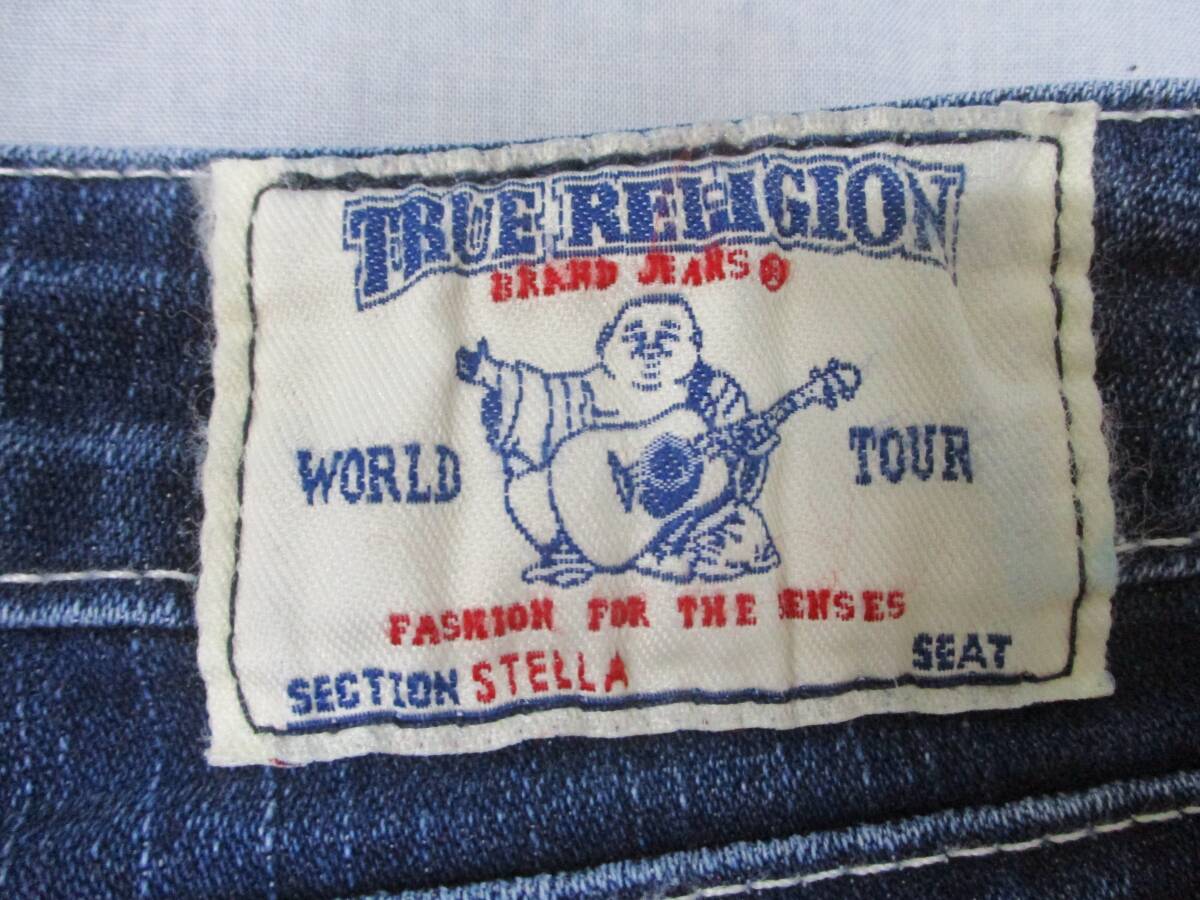 TRUE RELIGION
BRAND JEANS®
WORLD TOUR
FASHION FOR THE SENSES
SECTION STELLA SEAT